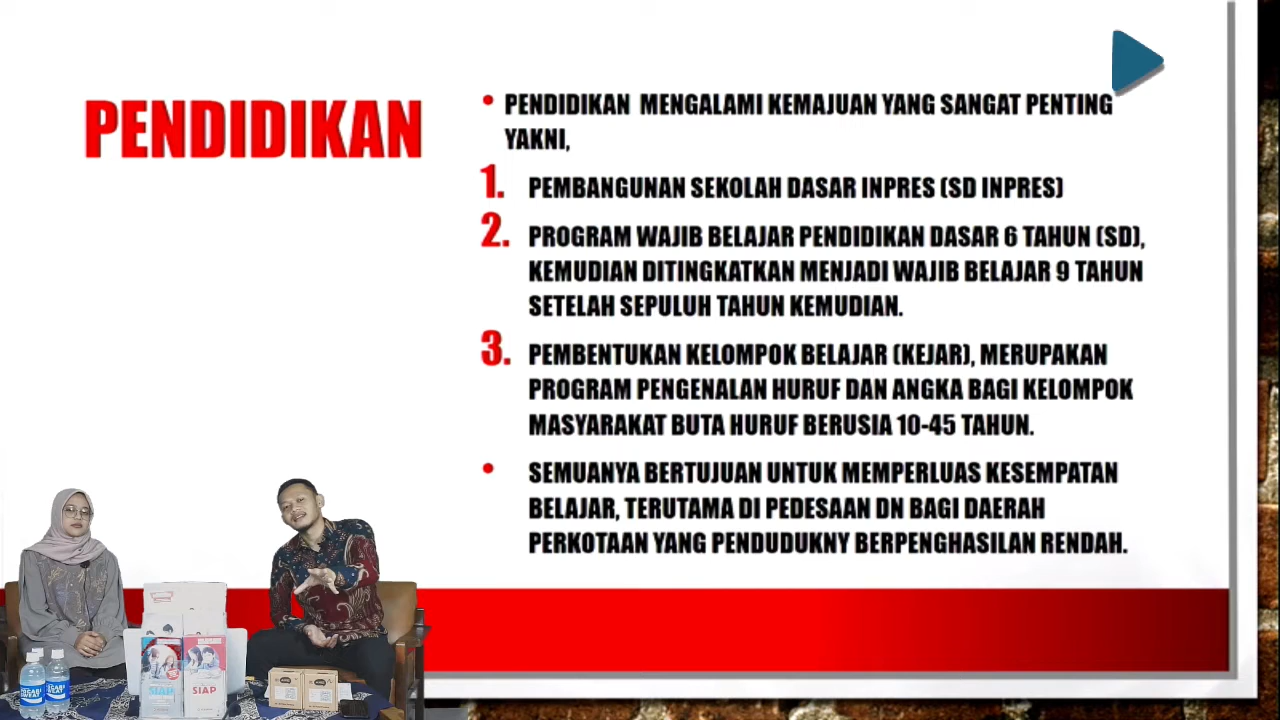 PENDIDIKAN
• PENDIDIKAN MENGALAMI KEMAJUAN YANG SANGAT PENTING
YAKNI,
1. PEMBANGUNAN SEKOLAH DASAR INPRES (SD INPRES)
2. PROGRAM WAJIB BELAJAR PENDIDIKAN DASAR 6 TAHUN (SD),
KEMUDIAN DITINGKATKAN MENJADI WAJIB BELAJAR 9 TAHUN
SETELAH SEPULUH TAHUN KEMUDIAN.
3. PEMBENTUKAN KELOMPOK BELAJAR (KEJAR), MERUPAKAN
PROGRAM PENGENALAN HURUF DAN ANGKA BAGI KELOMPOK
MASYARAKAT BUTA HURUF BERUSIA 10-45 TAHUN.
• SEMUANYA BERTUJUAN UNTUK MEMPERLUAS KESEMPATAN
BELAJAR, TERUTAMA DI PEDESAAN DN BAGI DAERAH
PERKOTAAN YANG PENDUDUKNY BERPENGHASILAN RENDAH.
SIAP
SIAP